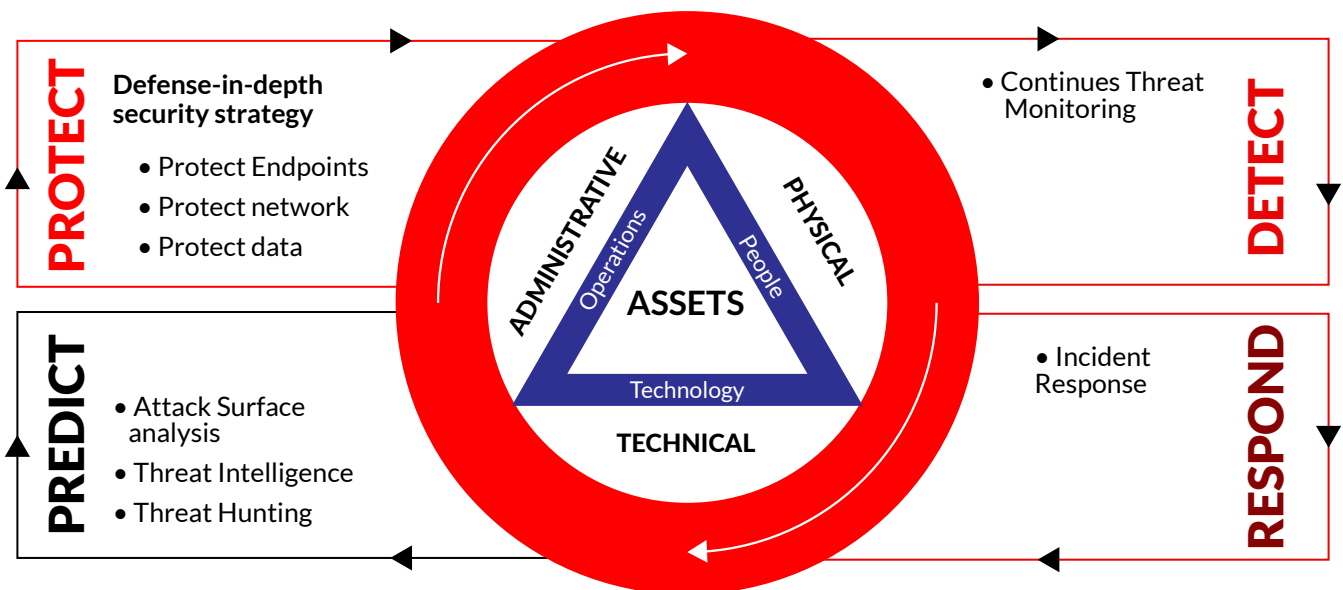 PROTECT
Defense-in-depth
security strategy
• Protect Endpoints
• Protect network
• Protect data
ADMINISTRATIVE
Operations
PHYSICAL
People
ASSETS
Technology
TECHNICAL
• Continues Threat
Monitoring
DETECT
PREDICT
• Attack Surface
analysis
• Threat Intelligence
• Threat Hunting
• Incident
Response
RESPOND